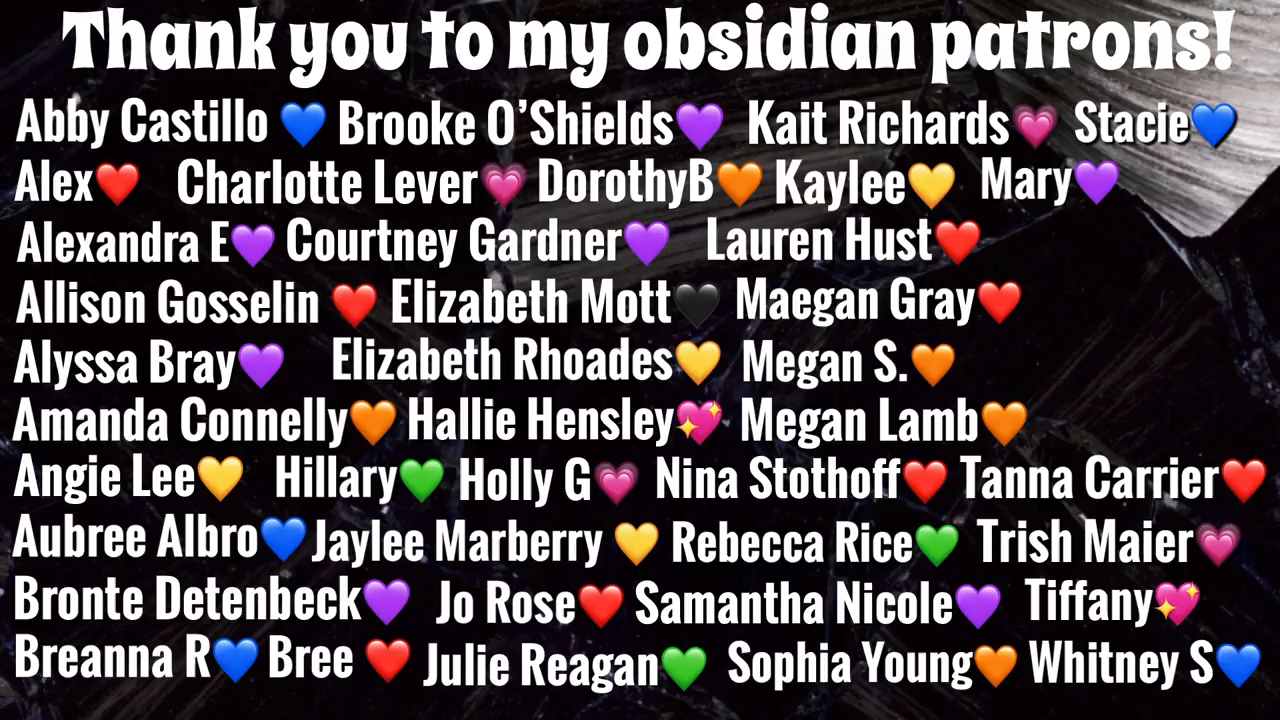 Thank you to my obsidian patrons!
Abby Castillo 💙 Brooke O’Shields💜 Kait Richards💗 Stacie💙
Alex❤️ Charlotte Lever💗 DorothyB🧡 Kaylee💛 Mary💜
Alexandra E💜 Courtney Gardner💜 Lauren Hust❤️
Allison Gosselin ❤️ Elizabeth Mott🖤 Maegan Gray❤️
Alyssa Bray💜 Elizabeth Rhoades💛 Megan S.🧡
Amanda Connelly🧡 Hallie Hensley💖 Megan Lamb🧡
Angie Lee💛 Hillary💚 Holly G💗 Nina Stothoff❤️ Tanna Carrier❤️
Aubree Albro💙 Jaylee Marberry 💛 Rebecca Rice💚 Trish Maier💗
Bronte Detenbeck💜 Jo Rose❤️ Samantha Nicole💜 Tiffany💖
Breanna R💙 Bree ❤️ Julie Reagan💚 Sophia Young🧡 Whitney S💙